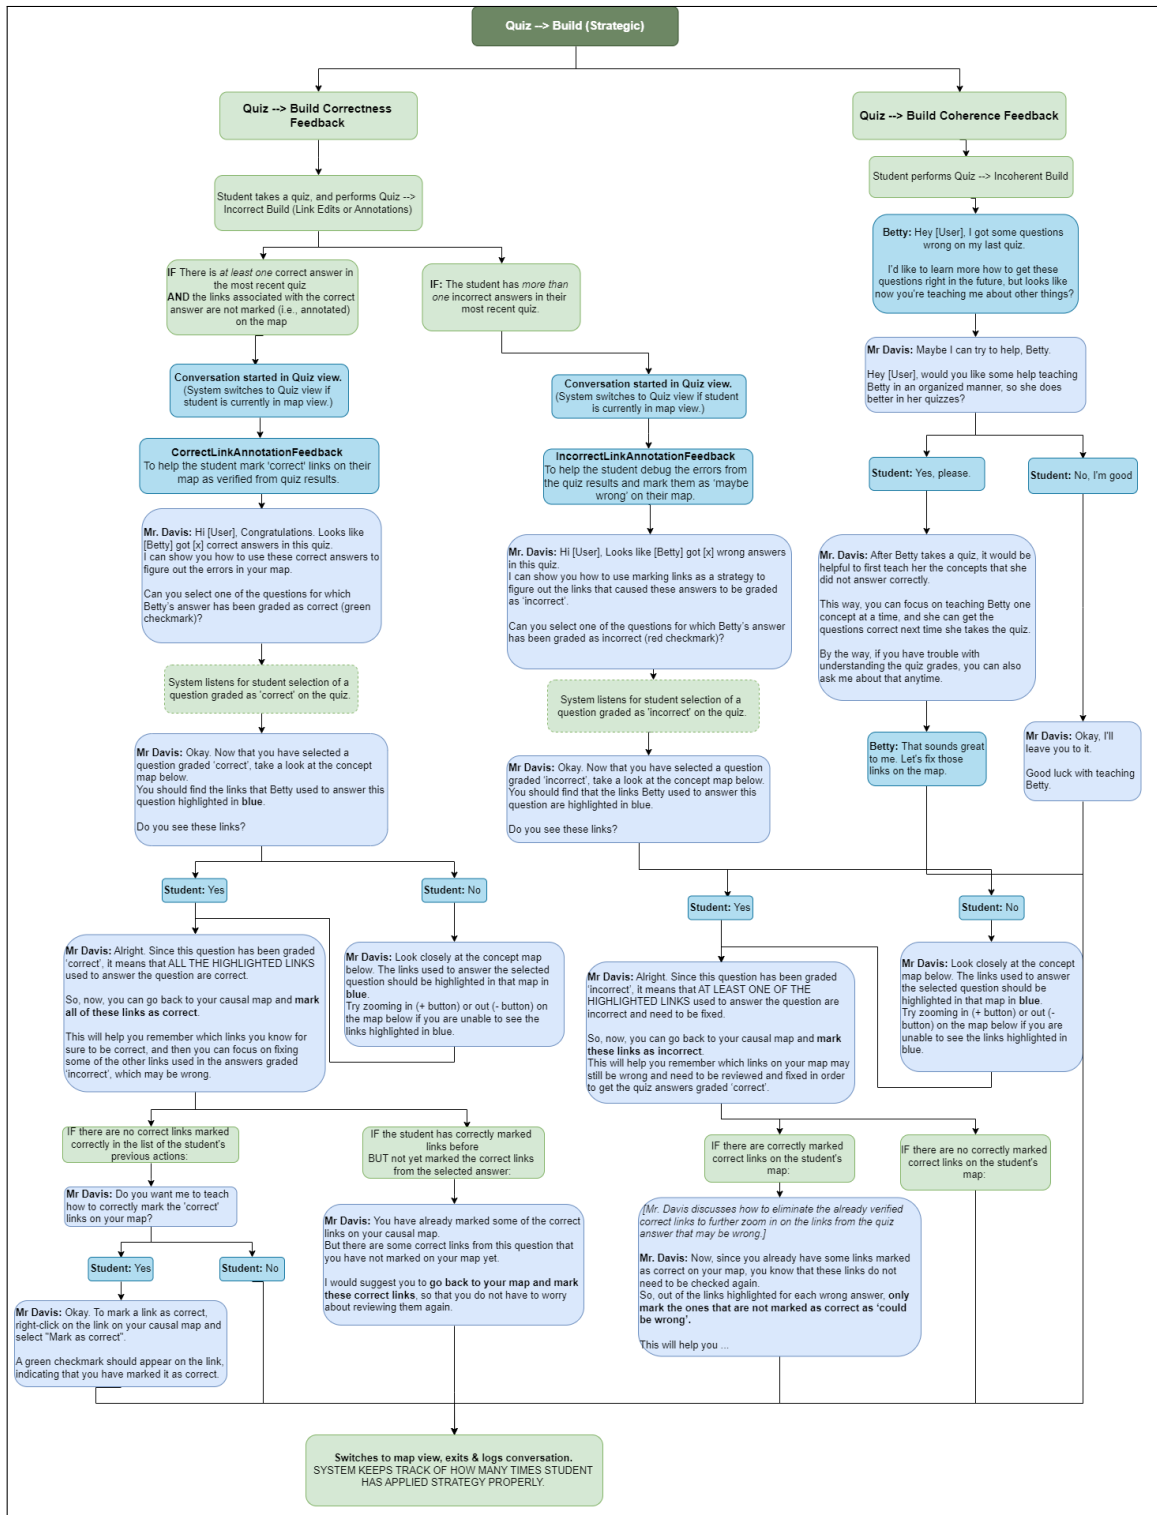 Quiz --> Build (Strategic)
Quiz --> Build Correctness
Feedback
Quiz --> Build Coherence Feedback
Student takes a quiz, and performs Quiz -->
Incorrect Build (Link Edits or Annotations)
Student performs Quiz --> Incoherent Build
IF There is at least one correct answer in
the most recent quiz
AND the links associated with the correct
answer are not marked (i.e., annotated)
on the map
IF: The student has more than
one incorrect answers in their
most recent quiz.
Betty: Hey [User], I got some questions
wrong on my last quiz.
I'd like to learn more how to get these
questions right in the future, but looks like
now you're teaching me about other things?
Mr Davis: Maybe I can try to help, Betty.
Hey [User], would you like some help teaching
Betty in an organized manner, so she does
better in her quizzes?
Conversation started in Quiz view.
(System switches to Quiz view if
student is currently in map view.)
Conversation started in Quiz view.
(System switches to Quiz view if student
is currently in map view.)
CorrectLinkAnnotationFeedback
To help the student mark 'correct' links on their
map as verified from quiz results.
IncorrectLinkAnnotationFeedback
To help the student debug the errors from
the quiz results and mark them as 'maybe
wrong' on their map.
Student: Yes, please.
Student: No, I'm good
Mr. Davis: Hi [User], Congratulations. Looks like
[Betty] got [x] correct answers in this quiz.
I can show you how to use these correct answers to
figure out the errors in your map.
Can you select one of the questions for which
Betty's answer has been graded as correct (green
checkmark)?
Mr. Davis: Hi [User], Looks like [Betty] got [x] wrong answers
in this quiz.
I can show you how to use marking links as a strategy to
figure out the links that caused these answers to be graded
as 'incorrect'.
Can you select one of the questions for which Betty's answer
has been graded as incorrect (red checkmark)?
Mr. Davis: After Betty takes a quiz, it would be
helpful to first teach her the concepts that she
did not answer correctly.
This way, you can focus on teaching Betty one
concept at a time, and she can get the
questions correct next time she takes the quiz.
By the way, if you have trouble with
understanding the quiz grades, you can also
ask me about that anytime.
System listens for student selection of a
question graded as 'correct' on the quiz.
System listens for student selection of a
question graded as 'incorrect' on the quiz.
Mr Davis: Okay. Now that you have selected a
question graded 'correct', take a look at the concept
map below.
You should find the links that Betty used to answer this
question highlighted in blue.
Do you see these links?
Mr Davis: Okay. Now that you have selected a question
graded 'incorrect', take a look at the concept map below.
You should find that the links Betty used to answer this
question are highlighted in blue.
Do you see these links?
Betty: That sounds great
to me. Let's fix those
links on the map.
Mr Davis: Okay, I'll
leave you to it.
Good luck with teaching
Betty.
Student: Yes
Student: No
Student: Yes
Student: No
Mr Davis: Alright. Since this question has been graded
'correct', it means that ALL THE HIGHLIGHTED LINKS
used to answer the question are correct.
So, now, you can go back to your causal map and mark
all of these links as correct.
This will help you remember which links you know for
sure to be correct, and then you can focus on fixing
some of the other links used in the answers graded
'incorrect', which may be wrong.
Mr Davis: Look closely at the concept map
below. The links used to answer the selected
question should be highlighted in that map in
blue.
Try zooming in (+ button) or out (- button) on
the map below if you are unable to see the
links highlighted in blue.
Mr Davis: Alright. Since this question has been graded
'incorrect', it means that AT LEAST ONE OF THE
HIGHLIGHTED LINKS used to answer the question are
incorrect and need to be fixed.
So, now, you can go back to your causal map and mark
these links as incorrect.
This will help you remember which links on your map may
still be wrong and need to be reviewed and fixed in order
to get the quiz answers graded 'correct'.
Mr Davis: Look closely at the concept
map below. The links used to answer
the selected question should be
highlighted in that map in blue.
Try zooming in (+ button) or out (-
button) on the map below if you are
unable to see the links highlighted in
blue.
IF there are no correct links marked
correctly in the list of the student's
previous actions:
IF the student has correctly marked
links before
BUT not yet marked the correct links
from the selected answer:
IF there are correctly marked
correct links on the student's
map:
IF there are no correctly marked
correct links on the student's
map:
Mr Davis: Do you want me to teach
how to correctly mark the 'correct'
links on your map?
Student: Yes
Student: No
Mr Davis: Okay. To mark a link as correct,
right-click on the link on your causal map and
select "Mark as correct".
A green checkmark should appear on the link,
indicating that you have marked it as correct.
Mr Davis: You have already marked some of the correct
links on your causal map.
But there are some correct links from this question that
you have not marked on your map yet.
I would suggest you to go back to your map and mark
these correct links, so that you do not have to worry
about reviewing them again.
[Mr. Davis discusses how to eliminate the already verified
correct links to further zoom in on the links from the quiz
answer that may be wrong.]
Mr. Davis: Now, since you already have some links marked
as correct on your map, you know that these links do not
need to be checked again.
So, out of the links highlighted for each wrong answer, only
mark the ones that are not marked as correct as 'could
be wrong'.
This will help you ...
Switches to map view, exits & logs conversation.
SYSTEM KEEPS TRACK OF HOW MANY TIMES STUDENT
HAS APPLIED STRATEGY PROPERLY.